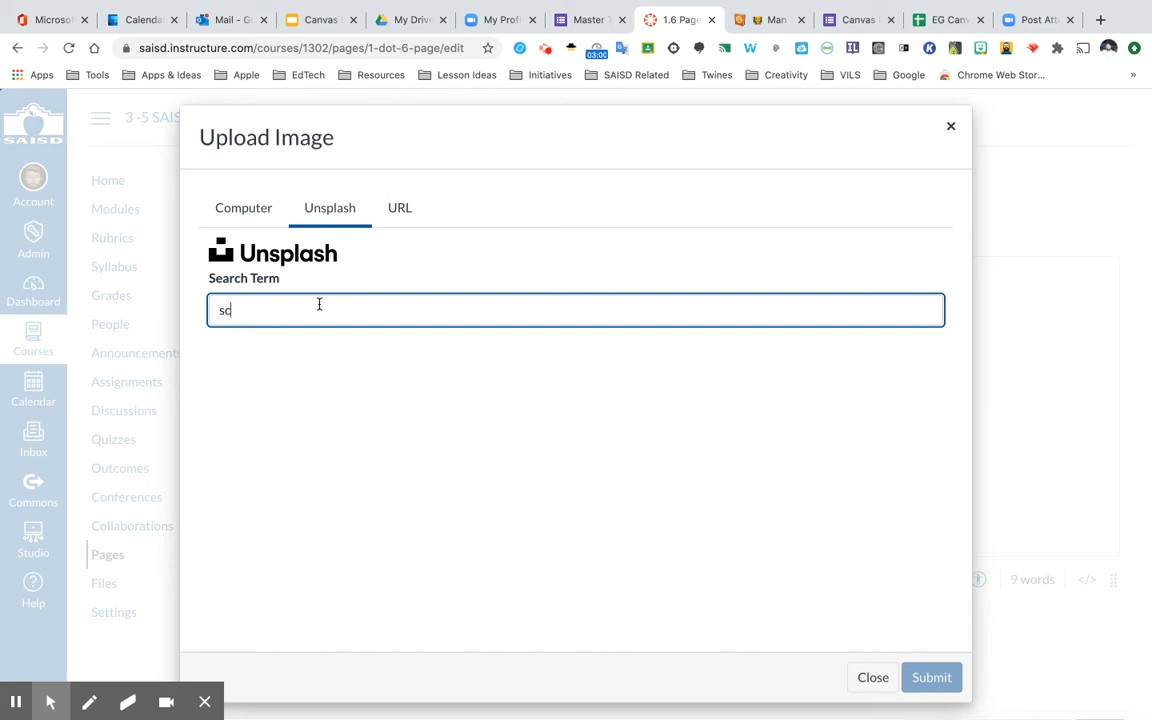 Microsof
Calenda
Mail - G
Canvas
My Drive
My Profi
Master T
1.6 Page
Man
Canvas
EG Canv
Post Att
saisd.instructure.com/courses/1302/pages/1-dot-6-page/edit
03:00
Apps
Tools
Apps & Ideas
Apple
EdTech
Resources
Lesson Ideas
Initiatives
SAISD Related
Twines
Creativity
VILS
Google
Chrome Web Stor...
»
SAISD
Account
Admin
Dashboard
Courses
Calendar
Inbox
Commons
Studio
Help
3 -5 SAIS
Home
Modules
Rubrics
Syllabus
Grades
People
Announcements
Assignments
Discussions
Quizzes
Outcomes
Conferences
Collaborations
Pages
Files
Settings
Upload Image
Computer
Unsplash
URL
Unsplash
Search Term
sc
9 words
</>
Close
Submit